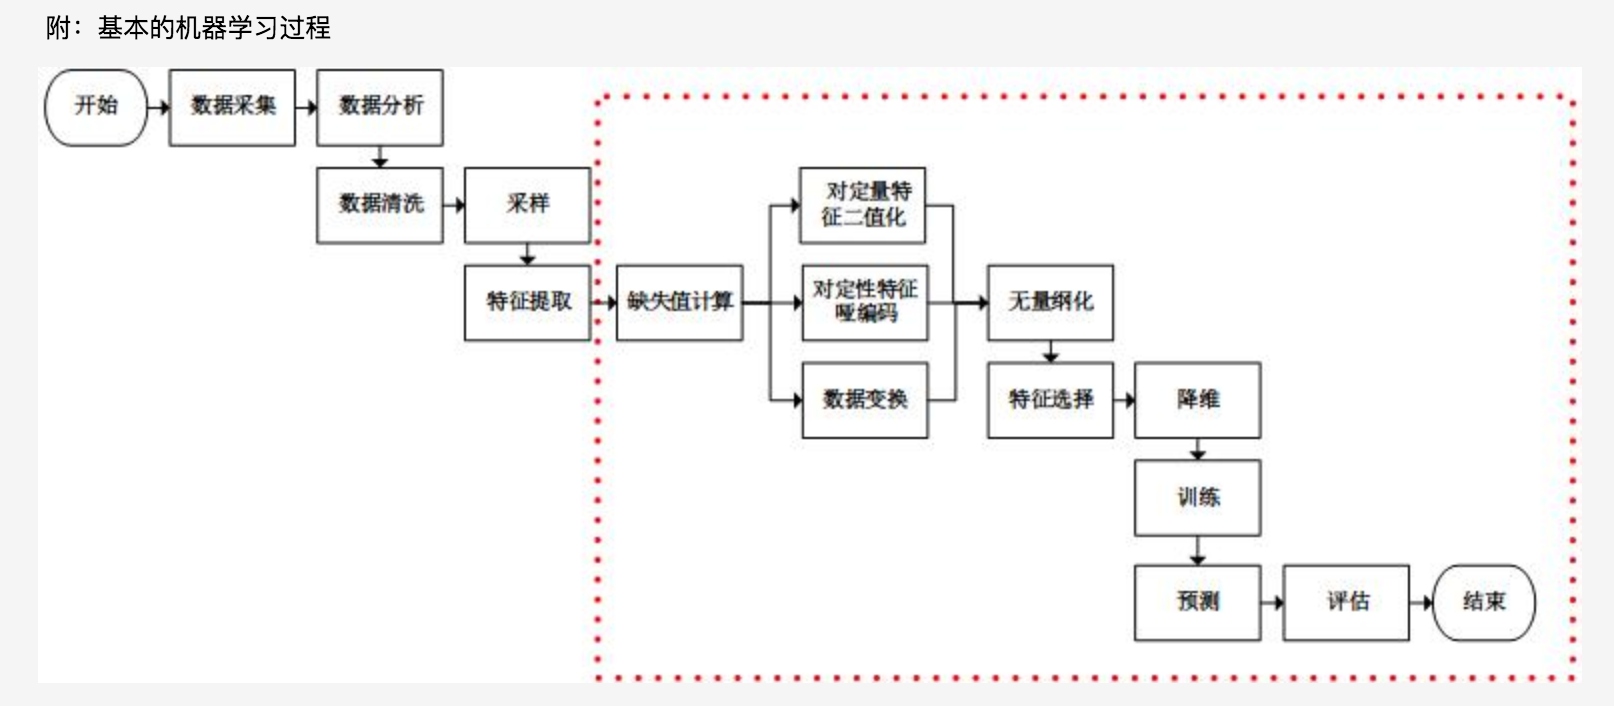 附：基本的机器学习过程
开始
数据采集
数据分析
数据清洗
采样
特征提取
缺失值计算
对定量特
征二值化
对定性特征
哑编码
数据变换
无量纲化
特征选择
降维
训练
预测
评估
结束